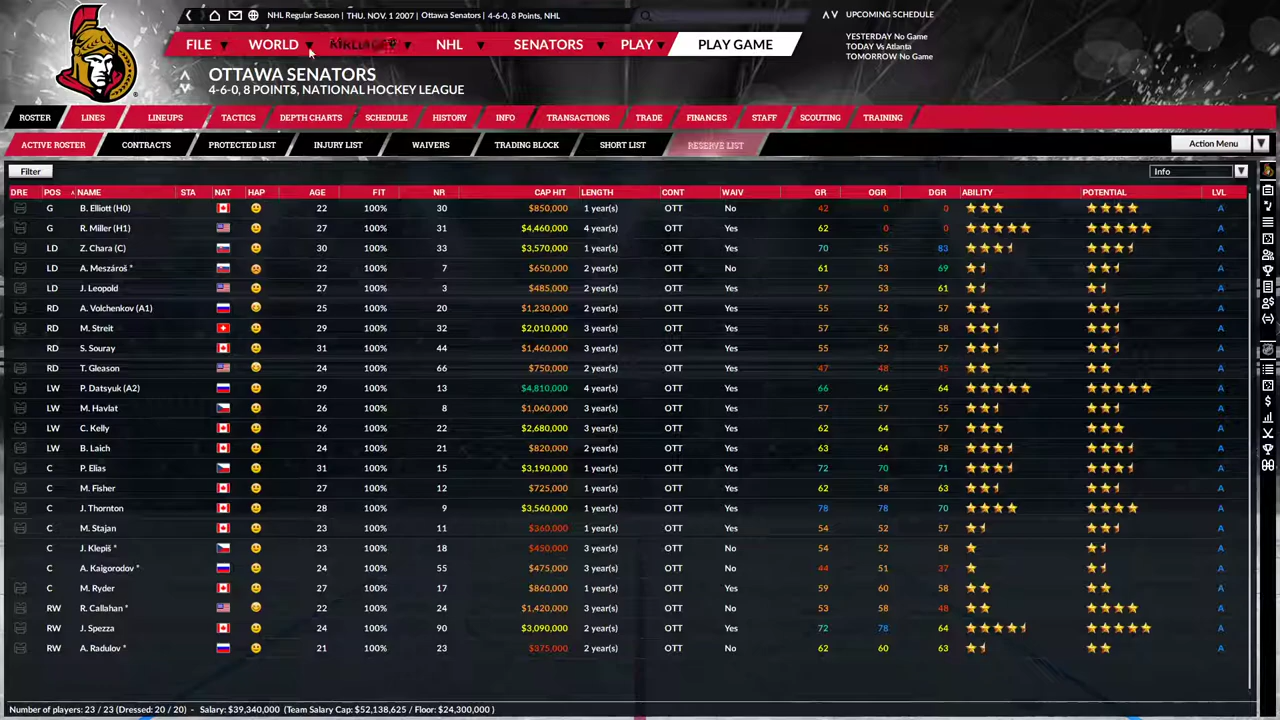 NHL Regular Season | THU. NOV. 1 2007 | Ottawa Senators | 4-6-0, 8 Points, NHL
UPCOMING SCHEDULE
YESTERDAY No Game
TODAY Vs Atlanta
TOMORROW No Game
FILE WORLD NHL SENATORS PLAY PLAY GAME
OTTAWA SENATORS
4-6-0, 8 POINTS, NATIONAL HOCKEY LEAGUE
ROSTER LINES LINEUPS TACTICS DEPTH CHARTS SCHEDULE HISTORY INFO TRANSACTIONS TRADE FINANCES STAFF SCOUTING TRAINING
ACTIVE ROSTER CONTRACTS PROTECTED LIST INJURY LIST WAIVERS TRADING BLOCK SHORT LIST RESERVE LIST Action Menu
Filter Info
DRE POS NAME STA NAT HAP AGE FIT NR CAP HIT LENGTH CONT WAIV GR OGR DGR ABILITY POTENTIAL LVL
G B. Elliott (H0) 22 100% 30 $850,000 1 year(s) OTT No 42 0 0 A
G R. Miller (H1) 27 100% 31 $4,460,000 4 year(s) OTT Yes 62 0 0 A
LD Z. Chara (C) 30 100% 33 $3,570,000 1 year(s) OTT Yes 70 55 83 A
LD A. Meszároš * 22 100% 7 $650,000 2 year(s) OTT No 61 53 69 A
LD J. Leopold 27 100% 3 $485,000 2 year(s) OTT Yes 57 53 61 A
RD A. Volchenkov (A1) 25 100% 20 $1,230,000 2 year(s) OTT Yes 55 52 57 A
RD M. Streit 29 100% 32 $2,010,000 3 year(s) OTT Yes 57 56 58 A
RD S. Souray 31 100% 44 $1,460,000 3 year(s) OTT Yes 55 52 57 A
RD T. Gleason 24 100% 66 $750,000 2 year(s) OTT Yes 47 48 45 A
LW P. Datsyuk (A2) 29 100% 13 $4,810,000 4 year(s) OTT Yes 66 64 64 A
LW M. Havlat 26 100% 8 $1,060,000 3 year(s) OTT Yes 57 57 55 A
LW C. Kelly 26 100% 22 $2,680,000 3 year(s) OTT Yes 62 64 57 A
LW B. Laich 24 100% 21 $820,000 2 year(s) OTT Yes 63 64 58 A
C P. Elias 31 100% 15 $3,190,000 1 year(s) OTT Yes 72 70 71 A
C M. Fisher 27 100% 12 $725,000 1 year(s) OTT Yes 62 58 63 A
C J. Thornton 28 100% 9 $3,560,000 1 year(s) OTT Yes 78 78 70 A
C M. Stajan 23 100% 11 $360,000 1 year(s) OTT Yes 54 52 57 A
C J. Klepiš * 23 100% 18 $450,000 3 year(s) OTT No 54 52 58 A
C A. Kaigorodov * 24 100% 55 $475,000 3 year(s) OTT Yes 44 51 37 A
C M. Ryder 27 100% 17 $860,000 1 year(s) OTT Yes 59 60 58 A
RW R. Callahan * 22 100% 24 $1,420,000 3 year(s) OTT No 53 58 48 A
RW J. Spezza 24 100% 90 $3,090,000 2 year(s) OTT Yes 72 78 64 A
RW A. Radulov * 21 100% 23 $375,000 2 year(s) OTT No 62 60 63 A
Number of players: 23 / 23 (Dressed: 20 / 20) - Salary: $39,340,000 (Team Salary Cap: $52,138,625 / Floor: $24,300,000 )